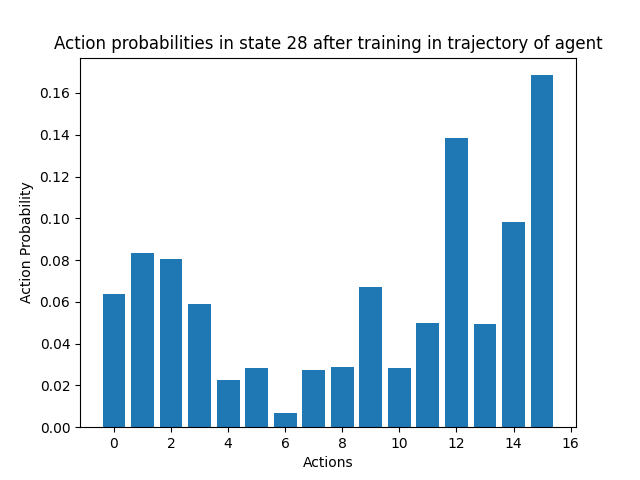 Action probabilities in state 28 after training in trajectory of agent
0.16
0.14
0.12
0.10
0.08
0.06
0.04
0.02
0.00
Action Probability
0 2 4 6 8 10 12 14 16
Actions